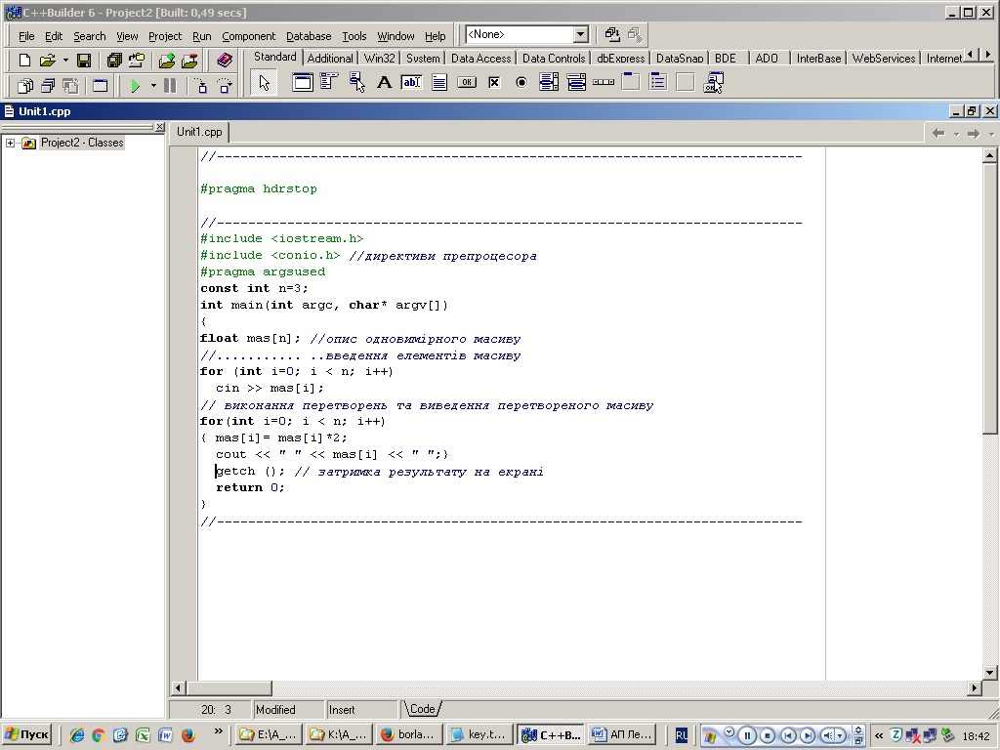 C++Builder 6 - Project2 [Built: 0,49 secs]
File Edit Search View Project Run Component Database Tools Window Help <None>
Standard Additional Win32 System Data Access Data Controls dbExpress DataSnap BDE ADO InterBase WebServices Internet
Unit1.cpp
Project2 - Classes
Unit1.cpp
//---------------------------------------------------------------------------
#pragma hdrstop
//---------------------------------------------------------------------------
#include <iostream.h>
#include <conio.h> //директиви препроцесора
#pragma argsused
const int n=3;
int main(int argc, char* argv[])
{
float mas[n]; //опис одновимірного масиву
//........... ..введення елементів масиву
for (int i=0; i < n; i++)
cin >> mas[i];
// виконання перетворень та виведення перетвореного масиву
for(int i=0; i < n; i++)
{ mas[i]= mas[i]*2;
cout << " " << mas[i] << " ";}
getch (); // затримка результату на екрані
return 0;
}
//---------------------------------------------------------------------------
20: 3 Modified Insert Code
Пуск » E:\A_... K:\A_... borla... key.t... C++B... АП Ле... RU « 18:42